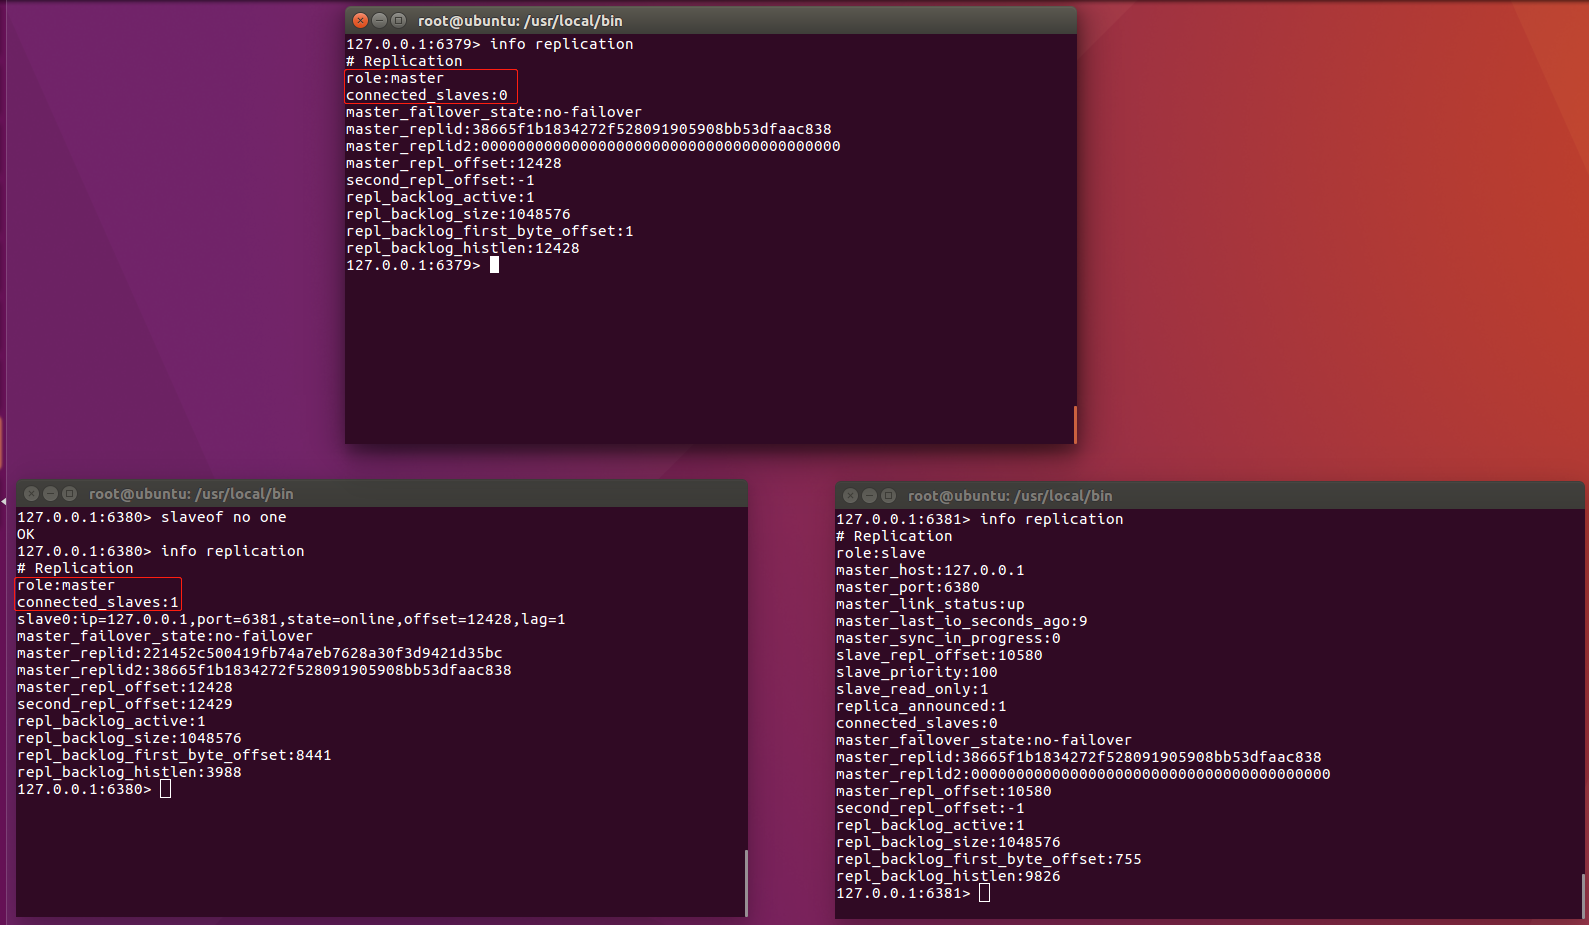 root@ubuntu: /usr/local/bin
127.0.0.1:6379> info replication
# Replication
role:master
connected_slaves:0
master_failover_state:no-failover
master_replid:38665f1b1834272f528091905908bb53dfaac838
master_replid2:0000000000000000000000000000000000000000
master_repl_offset:12428
second_repl_offset:-1
repl_backlog_active:1
repl_backlog_size:1048576
repl_backlog_first_byte_offset:1
repl_backlog_histlen:12428
127.0.0.1:6379>
root@ubuntu: /usr/local/bin
127.0.0.1:6380> slaveof no one
OK
127.0.0.1:6380> info replication
# Replication
role:master
connected_slaves:1
slave0:ip=127.0.0.1,port=6381,state=online,offset=12428,lag=1
master_failover_state:no-failover
master_replid:221452c500419fb74a7eb7628a30f3d9421d35bc
master_replid2:38665f1b1834272f528091905908bb53dfaac838
master_repl_offset:12428
second_repl_offset:12429
repl_backlog_active:1
repl_backlog_size:1048576
repl_backlog_first_byte_offset:8441
repl_backlog_histlen:3988
127.0.0.1:6380>
root@ubuntu: /usr/local/bin
127.0.0.1:6381> info replication
# Replication
role:slave
master_host:127.0.0.1
master_port:6380
master_link_status:up
master_last_io_seconds_ago:9
master_sync_in_progress:0
slave_repl_offset:10580
slave_priority:100
slave_read_only:1
replica_announced:1
connected_slaves:0
master_failover_state:no-failover
master_replid:38665f1b1834272f528091905908bb53dfaac838
master_replid2:0000000000000000000000000000000000000000
master_repl_offset:10580
second_repl_offset:-1
repl_backlog_active:1
repl_backlog_size:1048576
repl_backlog_first_byte_offset:755
repl_backlog_histlen:9826
127.0.0.1:6381>